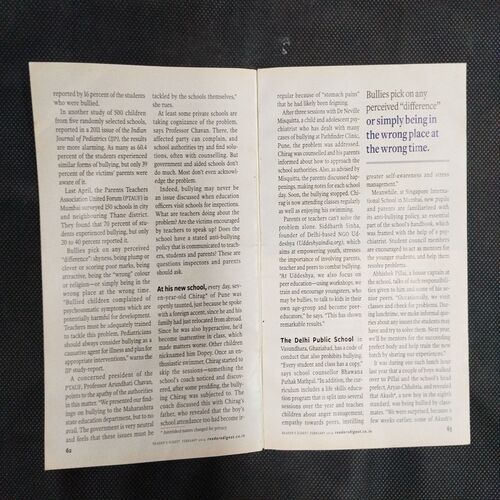 reported by 16 percent of the students
who were bullied.
In another study of 500 children
from five randomly selected schools,
reported in a 2011 issue of the Indian
Journal of Pediatrics (IJP), the results
are more alarming. As many as 60.4
percent of the students experienced
similar forms of bullying, but only 39
percent of the victims' parents were
aware of it.
Last April, the Parents Teachers
Association United Forum (PTAUF) in
Mumbai surveyed 250 schools in city
and neighbouring Thane district.
They found that 70 percent of stu-
dents experienced bullying, but only
20 to 40 percent reported it.
Bullies pick on any perceived
"difference": shyness, being plump or
clever or scoring poor marks, being
attractive, being the "wrong" colour
or religion—or simply being in the
wrong place at the wrong time.
"Bullied children complained of
psychosomatic symptoms which are
potentially harmful for development.
Teachers must be adequately trained
to tackle this problem. Pediatricians
should always consider bullying as a
causative agent for illness and plan for
appropriate interventions," warns the
IJP study-report.
A concerned president of the
PTAUF, Professor Arundhati Chavan,
points to the apathy of the authorities
in this matter. "We presented our find-
ings on bullying to the Maharashtra
state education department, but to no
avail. The government is very neutral
and feels that these issues must be
62
tackled by the schools themselves,"
she rues.
At least some private schools are
taking cognizance of the problem,
says Professor Chavan. There, the
affected party can complain, and
school authorities try and find solu-
tions, often with counselling. But
government and aided schools don't
do much. Most don't even acknowl-
edge the problem.
Indeed, bullying may never be
an issue discussed when education
officers visit schools for inspections.
What are teachers doing about the
problem? Are the victims encouraged
by teachers to speak up? Does the
school have a stated anti-bullying
policy that is communicated to teach-
ers, students and parents? These are
questions inspectors and parents
should ask.
At his new school, every day, sev-
en-year-old Chirag* of Pune was
openly taunted, just because he spoke
with a foreign accent, since he and his
family had just relocated from abroad.
Since he was also hyperactive, he'd
become inattentive in class, which
made matters worse. Other children
nicknamed him Dopey. Once an en-
thusiastic swimmer, Chirag started to
skip the sessions—something the
school's coach noticed and discov-
ered, after some prodding, the bully-
ing Chirag was subjected to. The
coach discussed this with Chirag's
father, who revealed that the boy's
school attendance too had become ir-
* Asterisked names changed for privacy
READER'S DIGEST FEBRUARY 2014 readersdigest.co.in
regular because of "stomach pains"
that he had likely been feigning.
After three sessions with Dr Neville
Misquitta, a child and adolescent psy-
chiatrist who has dealt with many
cases of bullying at Pathfinder Clinic,
Pune, the problem was addressed.
Chirag was counselled and his parents
informed about how to approach the
school authorities. Also, as advised by
Misquitta, the parents discussed hap-
penings, making notes for each school
day. Soon, the bullying stopped. Chi-
rag is now attending classes regularly
as well as enjoying his swimming.
Parents or teachers can't solve the
problem alone. Siddharth Sinha,
founder of Delhi-based NGO Ud-
deshya (Uddeshyaindia.org), which
aims at empowering youth, stresses
the importance of involving parents,
teacher and peers to combat bullying.
"At Uddeshya, we also focus on
peer education—using workshops, we
train and encourage youngsters, who
may be bullies, to talk to kids in their
own age-group and become peer-
educators," he says. "This has shown
remarkable results."
The Delhi Public School in
Vasundhara, Ghaziabad, has a code of
conduct that also prohibits bullying.
"Every student and class has a copy,"
says school counsellor Bhawana
Pathak Mathpal. "In addition, the cur-
riculum includes a life skills educa-
tion program that is split into several
sessions over the year and teaches
children about anger management,
empathy towards peers, instilling
READER'S DIGEST FEBRUARY 2014 readersdigest.co.in
Bullies pick on any
perceived "difference"
or simply being in
the wrong place at
the wrong time.
greater self-awareness and stress
management."
Meanwhile, at Singapore Interna-
tional School in Mumbai, new pupils
and parents are familiarized with
its anti-bullying policy, an essential
part of the school's handbook, which
was framed with the help of a psy-
chiatrist. Student council members
are encouraged to act as mentors for
the younger students, and help them
resolve problems.
Abhishek Pillai, a house captain at
the school, talks of such responsibili-
ties given to him and some of his se-
nior peers. "Occasionally, we visit
classes and check for problems. Dur-
ing lunchtime, we make informal que-
ries about any issues the students may
have and try to solve them. Next year,
we'll be mentors for the succeeding
prefect body and help train the new
batch by sharing our experiences."
It was during one such lunch hour
last year that a couple of boys walked
over to Pillai and the school's head
prefect, Aryan Chhabria, and revealed
that Akash*, a new boy in the eighth
standard, was being bullied by class-
mates. "We were surprised, because a
few weeks earlier, some of Akash's
63